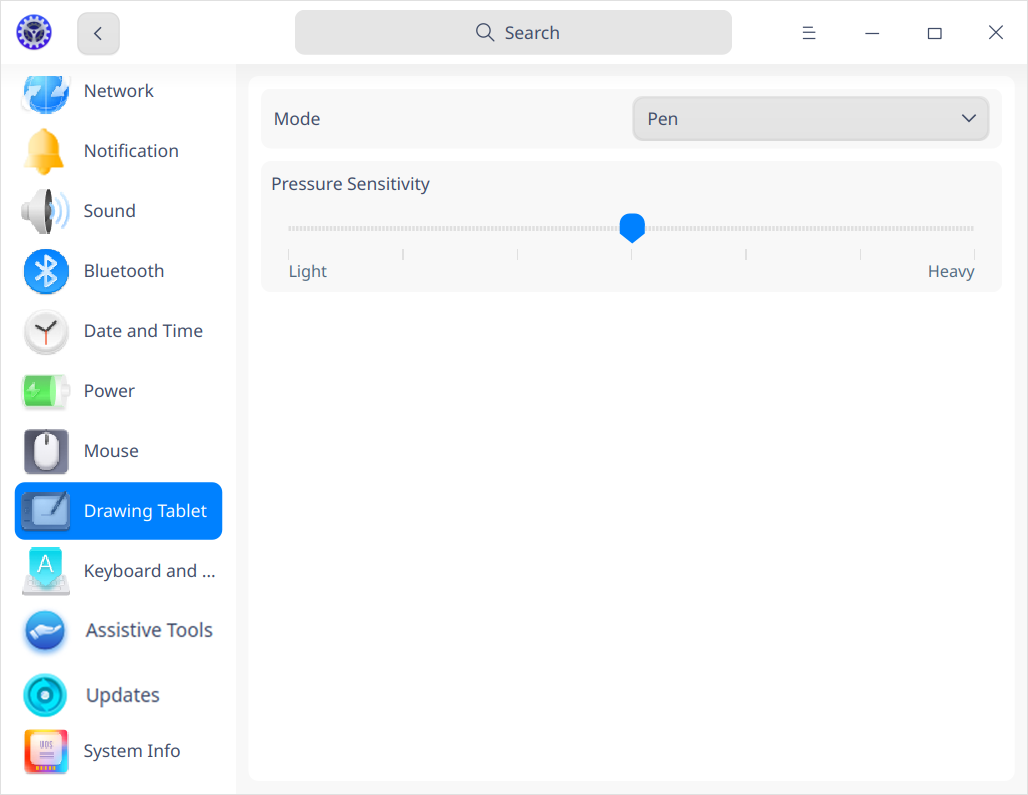 Search
Network
Notification
Sound
Bluetooth
Date and Time
Power
Mouse
Drawing Tablet
Keyboard and ...
Assistive Tools
Updates
System Info
Mode
Pen
Pressure Sensitivity
Light
Heavy